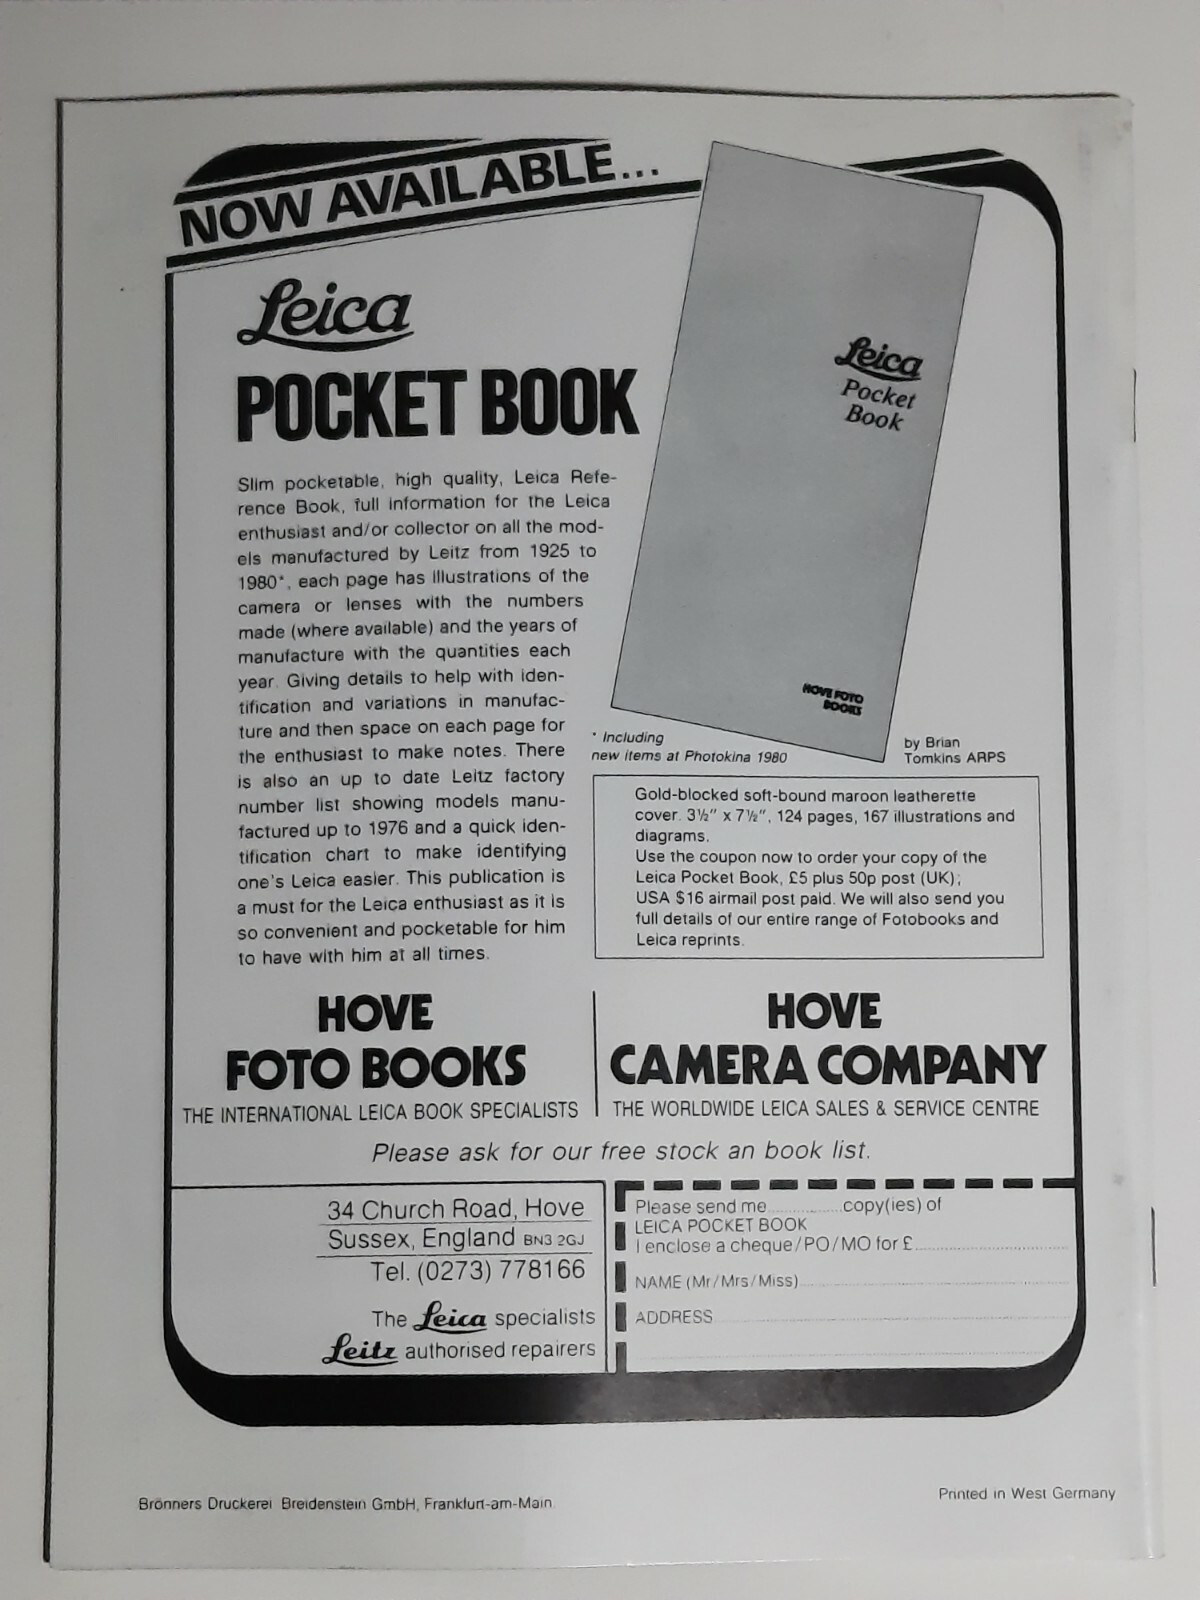 NOW AVAILABLE...
Leica
POCKET BOOK
Slim pocketable, high quality, Leica Refe-
rence Book, full information for the Leica
enthusiast and/or collector on all the mod-
els manufactured by Leitz from 1925 to
1980*, each page has illustrations of the
camera or lenses with the numbers
made (where available) and the years of
manufacture with the quantities each
year. Giving details to help with iden-
tification and variations in manufac-
ture and then space on each page for
the enthusiast to make notes. There
is also an up to date Leitz factory
number list showing models manu-
factured up to 1976 and a quick iden-
tification chart to make identifying
one's Leica easier. This publication is
a must for the Leica enthusiast as it is
so convenient and pocketable for him
to have with him at all times.
Leica
Pocket
Book
HOVE FOTO
BOOKS
* Including
new items at Photokina 1980
by Brian
Tomkins ARPS
Gold-blocked soft-bound maroon leatherette
cover. 3½" x 7½", 124 pages, 167 illustrations and
diagrams.
Use the coupon now to order your copy of the
Leica Pocket Book, £5 plus 50p post (UK);
USA $16 airmail post paid. We will also send you
full details of our entire range of Fotobooks and
Leica reprints.
HOVE
FOTO BOOKS
THE INTERNATIONAL LEICA BOOK SPECIALISTS
HOVE
CAMERA COMPANY
THE WORLDWIDE LEICA SALES & SERVICE CENTRE
Please ask for our free stock an book list.
34 Church Road, Hove
Sussex, England BN3 2GJ
Tel. (0273) 778166
The Leica specialists
Leitz authorised repairers
Please send me..................copy(ies) of
LEICA POCKET BOOK
I enclose a cheque/PO/MO for £..............................
NAME (Mr/Mrs/Miss)..............................
ADDRESS..............................
Brönners Druckerei Breidenstein GmbH, Frankfurt-am-Main
Printed in West Germany